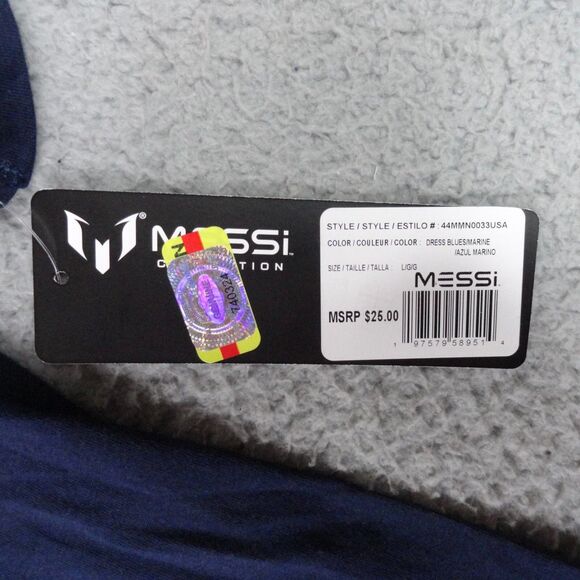 MESSi
COLLECTION
N
740324
STYLE / STYLE / ESTILO # : 44MMN0033USA
COLOR / COULEUR / COLOR : DRESS BLUES/MARINE
/AZUL MARINO
SIZE / TAILLE / TALLA : L/G/G
MESSi
MSRP $25.00
1 97579 58951 4